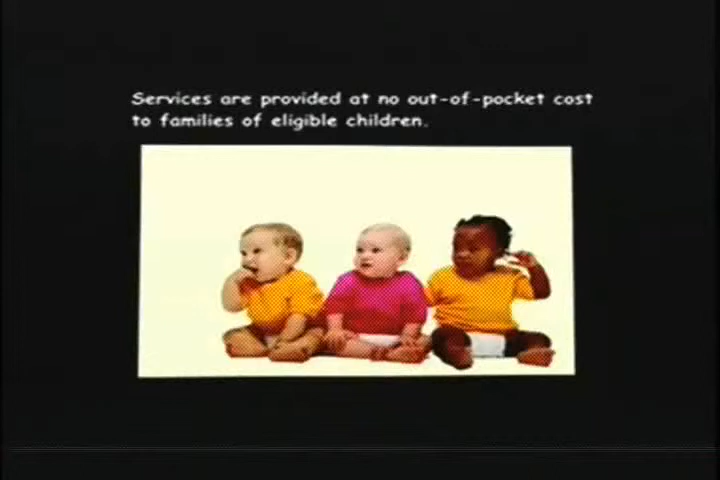 Services are provided at no out-of-pocket cost
to families of eligible children.